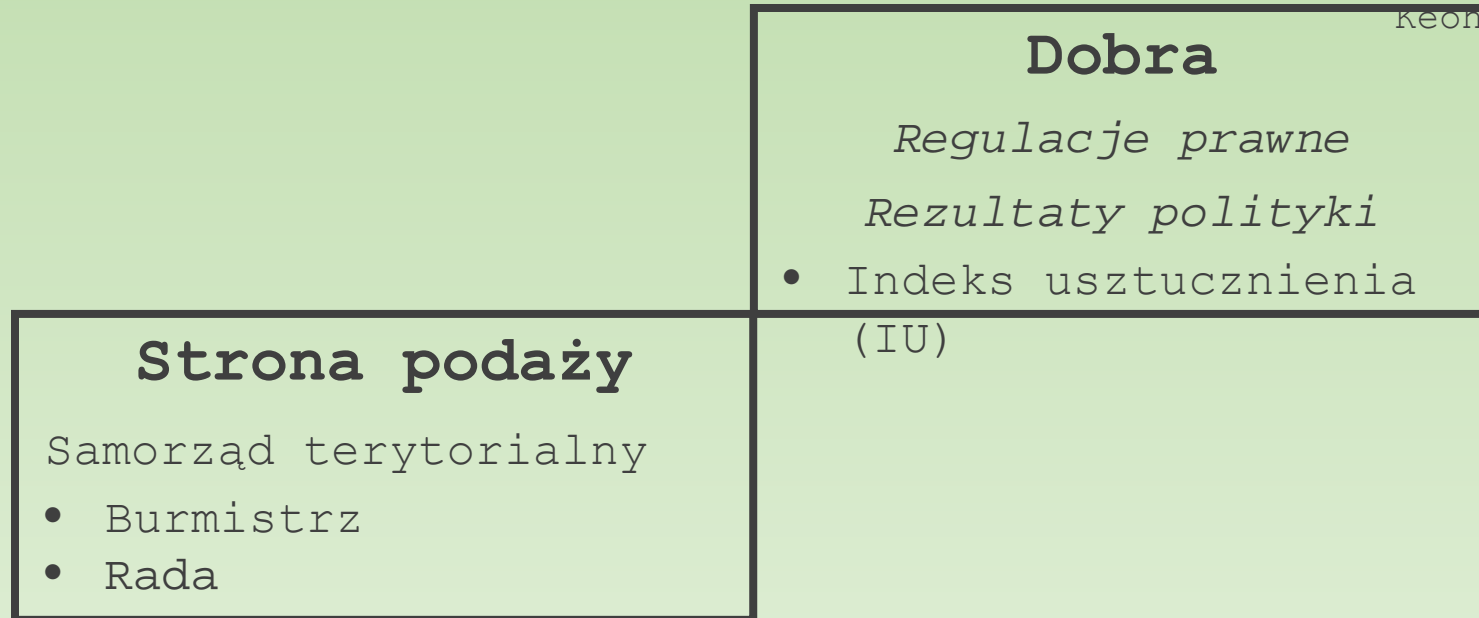 Dobra
Regulacje prawne
Rezultaty polityki
• Indeks usztucznienia
(IU)
Strona podaży
Samorząd terytorialny
• Burmistrz
• Rada